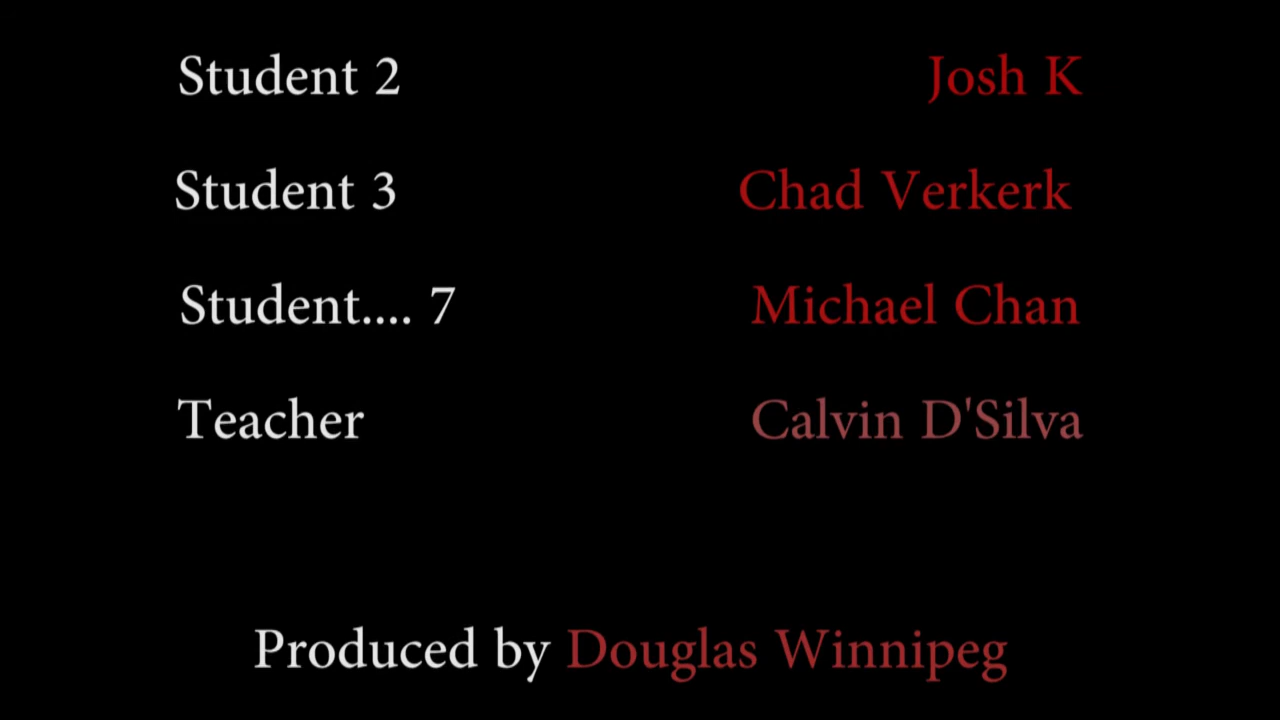 Student 2 Josh K
Student 3 Chad Verkerk
Student.... 7 Michael Chan
Teacher Calvin D'Silva
Produced by Douglas Winnipeg